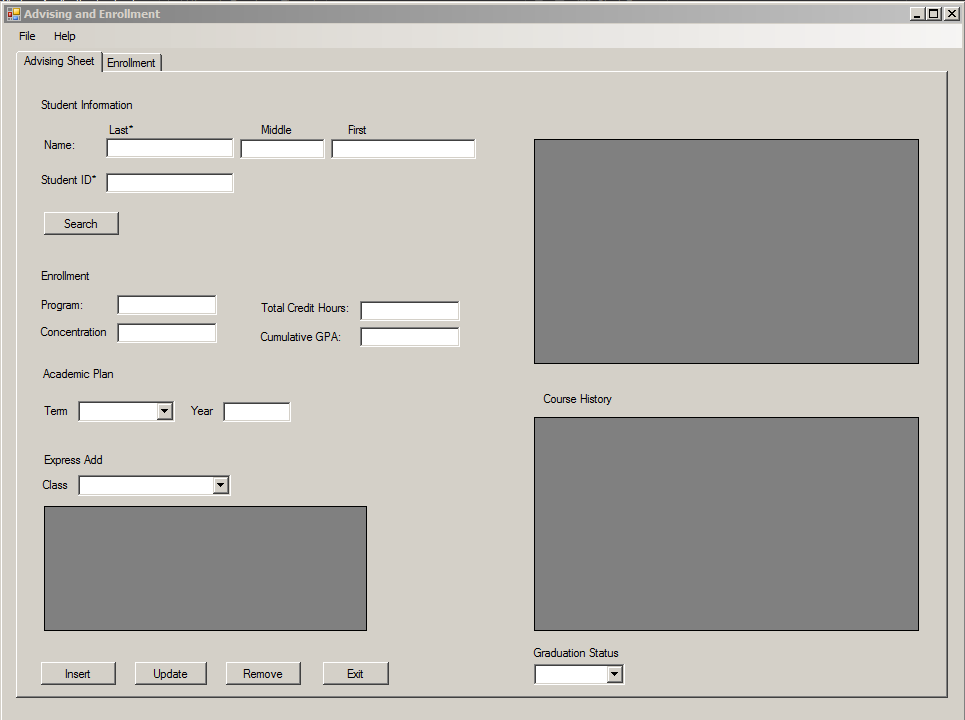 Advising and Enrollment
File Help
Advising Sheet Enrollment
Student Information
Last* Middle First
Name:
Student ID*
Search
Enrollment
Program:
Total Credit Hours:
Concentration
Cumulative GPA:
Academic Plan
Term Year
Course History
Express Add
Class
Graduation Status
Insert Update Remove Exit